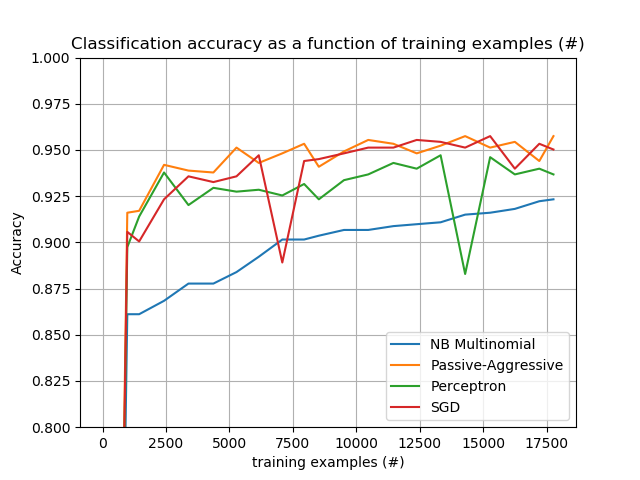 Classification accuracy as a function of training examples (#)
1.000
0.975
0.950
0.925
0.900
0.875
0.850
0.825
0.800
Accuracy
NB Multinomial
Passive-Aggressive
Perceptron
SGD
0 2500 5000 7500 10000 12500 15000 17500
training examples (#)